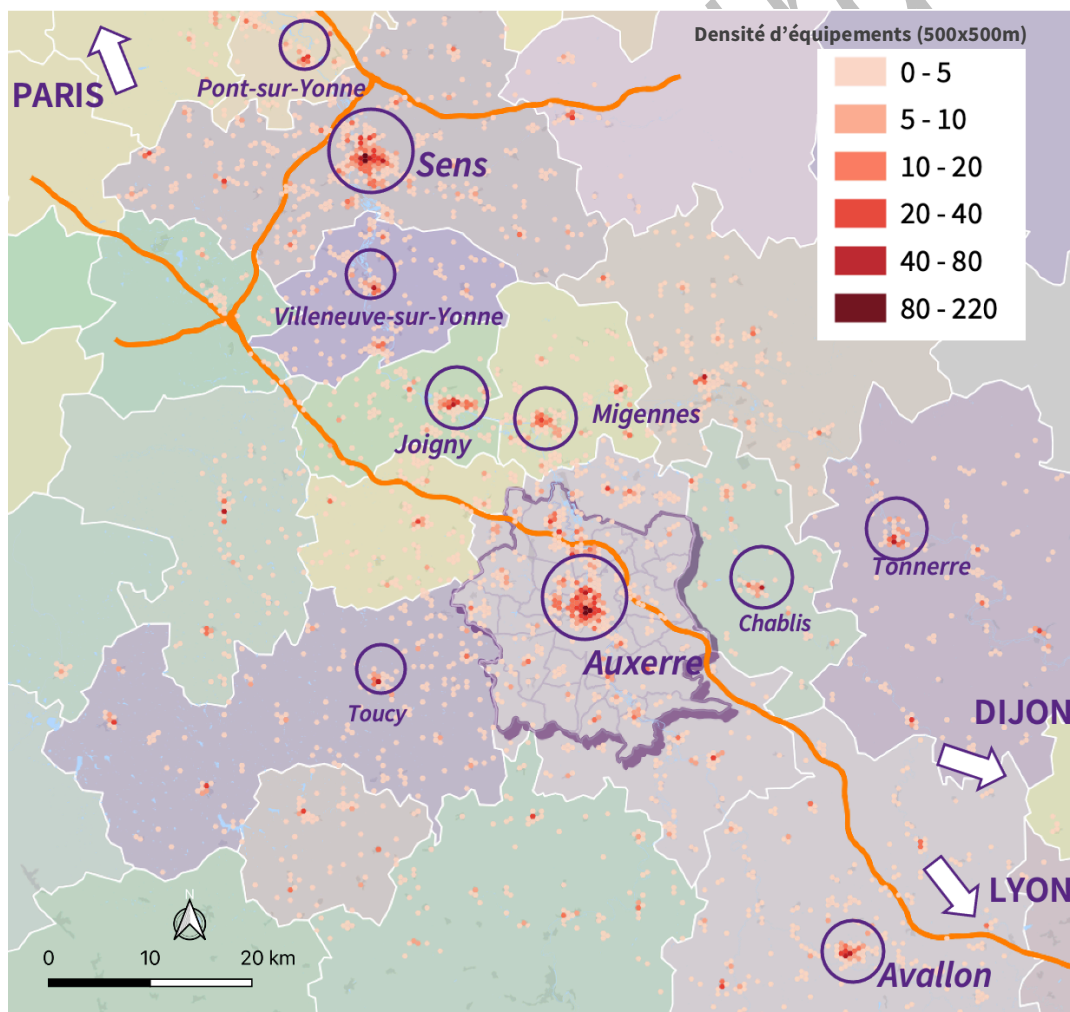 Densité d’équipements (500x500m)
0 - 5
5 - 10
10 - 20
20 - 40
40 - 80
80 - 220
PARIS
Pont-sur-Yonne
Sens
Villeneuve-sur-Yonne
Joigny
Migennes
Tonnerre
Chablis
Auxerre
Toucy
DIJON
LYON
Avallon
N
0 10 20 km